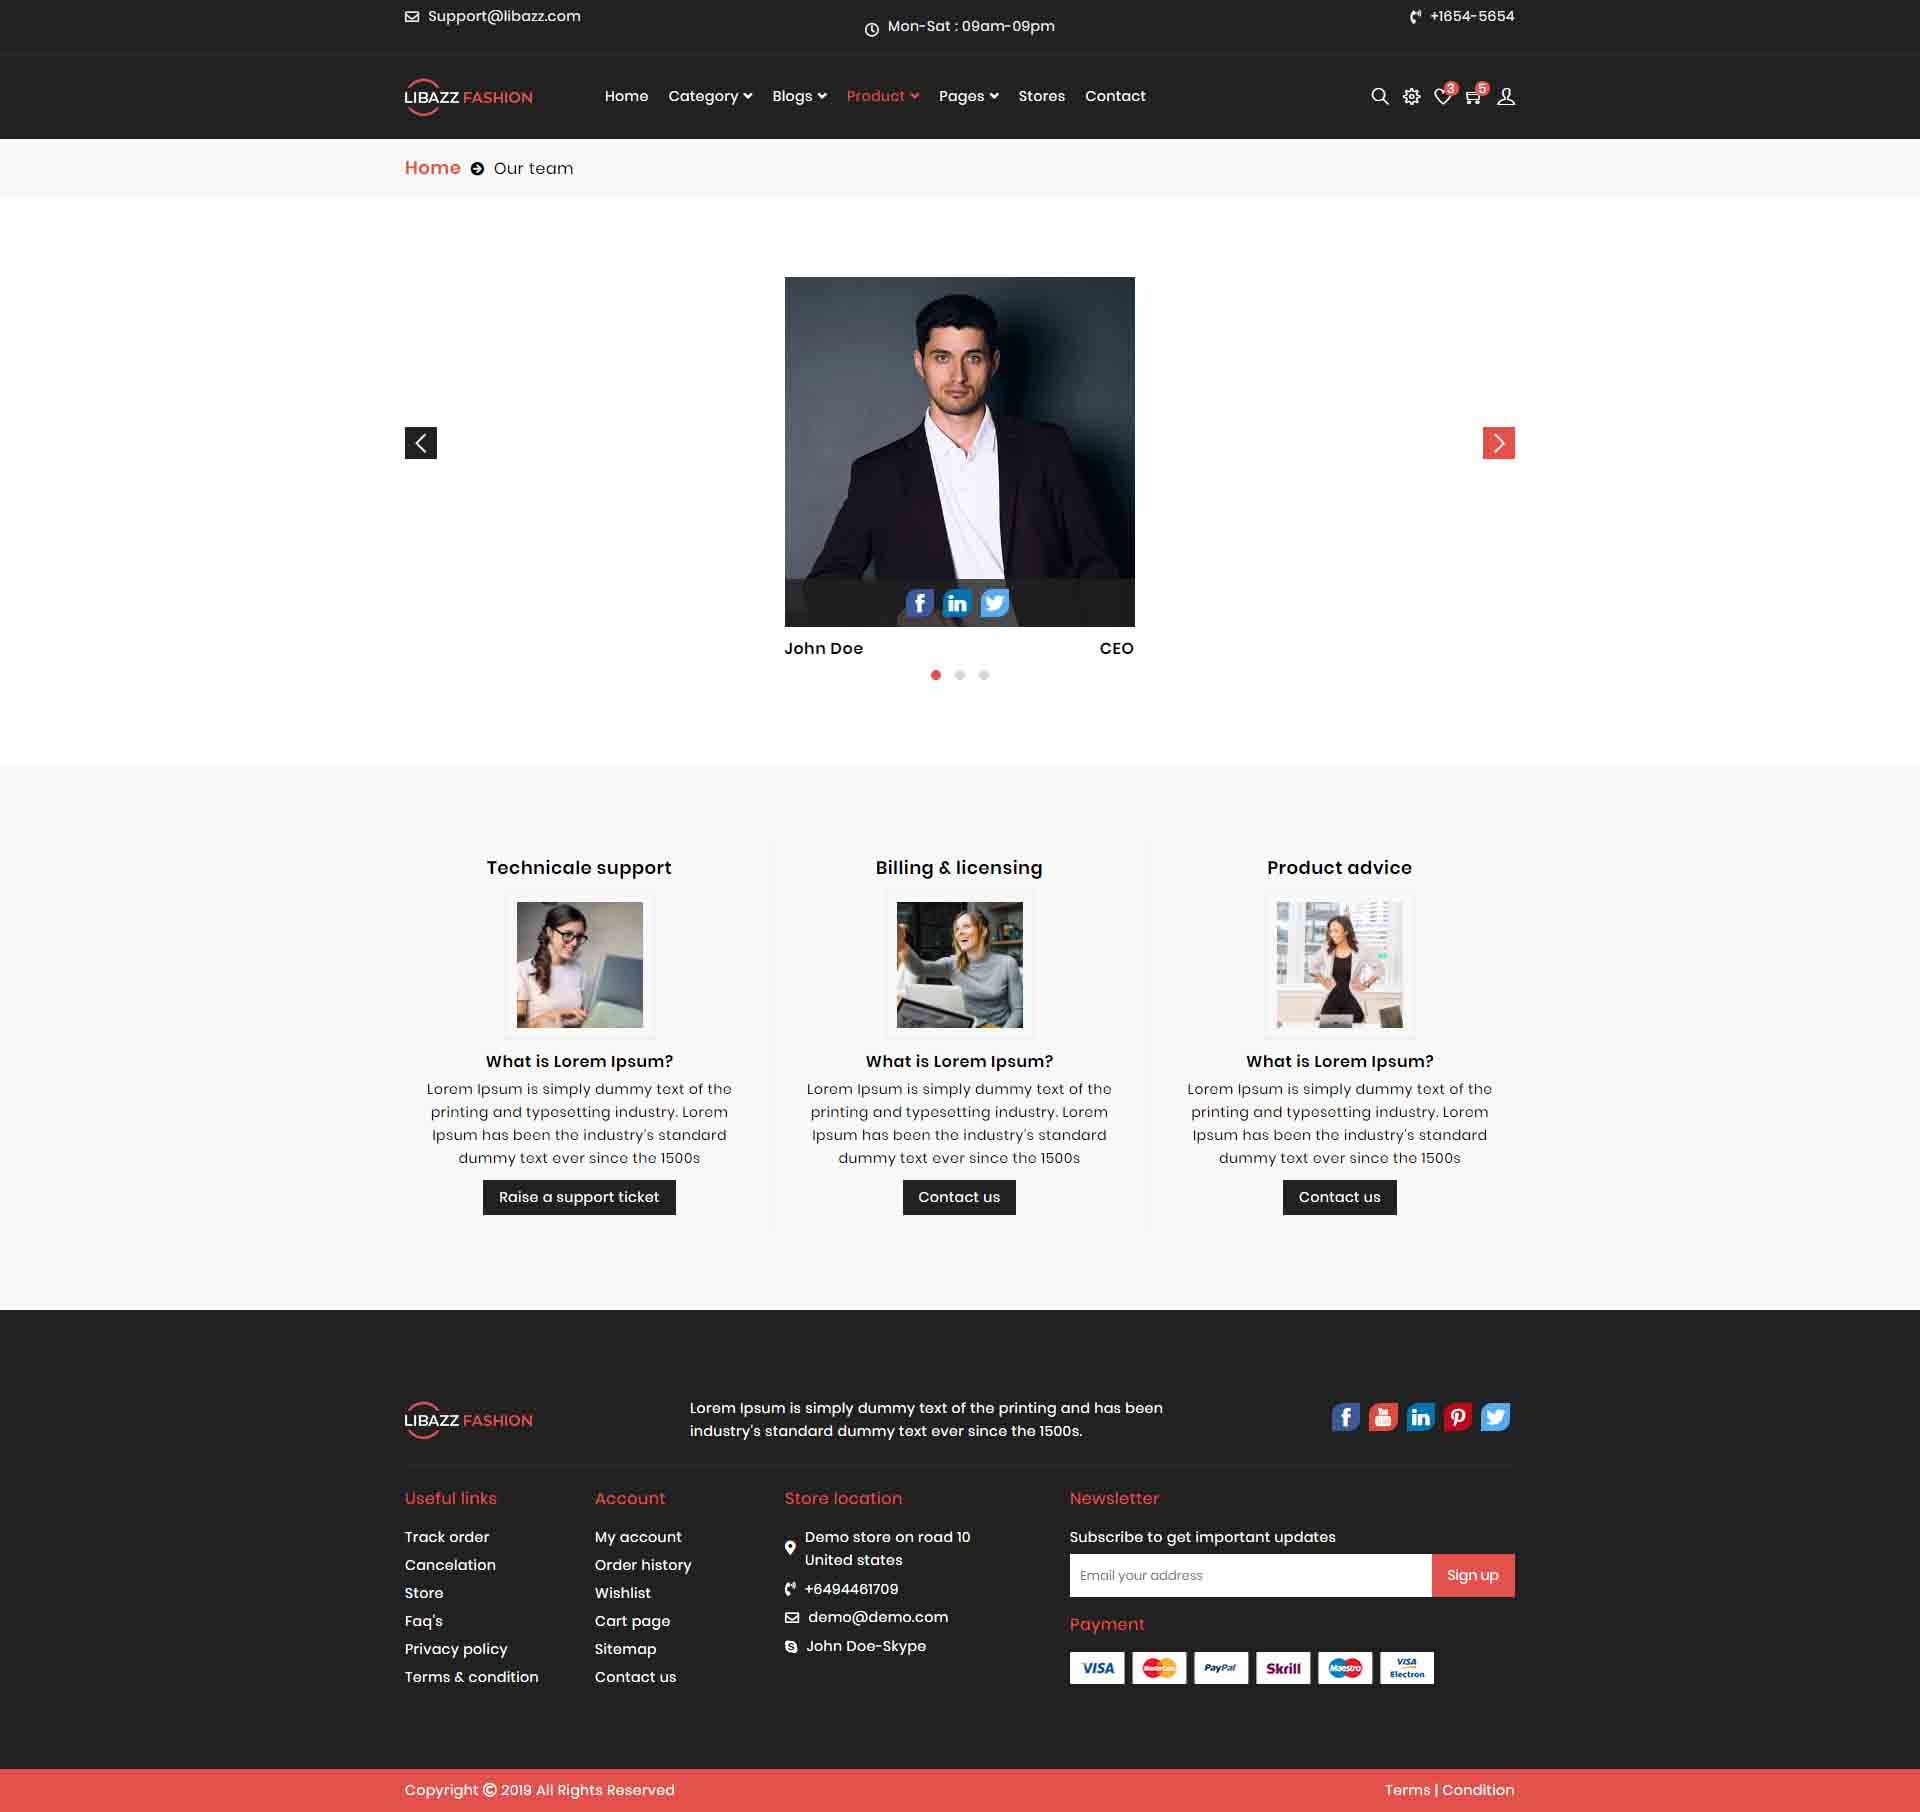 Support@libazz.com
Mon-Sat : 09am-09pm
+1654-5654
LIBAZZ FASHION
Home
Category
Blogs
Product
Pages
Stores
Contact
3
5
Home
Our team
John Doe
CEO
Technicale support
What is Lorem Ipsum?
Lorem Ipsum is simply dummy text of the
printing and typesetting industry. Lorem
Ipsum has been the industry's standard
dummy text ever since the 1500s
Raise a support ticket
Billing & licensing
What is Lorem Ipsum?
Lorem Ipsum is simply dummy text of the
printing and typesetting industry. Lorem
Ipsum has been the industry's standard
dummy text ever since the 1500s
Contact us
Product advice
What is Lorem Ipsum?
Lorem Ipsum is simply dummy text of the
printing and typesetting industry. Lorem
Ipsum has been the industry's standard
dummy text ever since the 1500s
Contact us
LIBAZZ FASHION
Lorem Ipsum is simply dummy text of the printing and has been
industry's standard dummy text ever since the 1500s.
Useful links
Track order
Cancelation
Store
Faq's
Privacy policy
Terms & condition
Account
My account
Order history
Wishlist
Cart page
Sitemap
Contact us
Store location
Demo store on road 10
United states
+6494461709
demo@demo.com
John Doe-Skype
Newsletter
Subscribe to get important updates
Email your address
Sign up
Payment
VISA
MasterCard
PayPal
Skrill
Maestro
VISA
Electron
Copyright © 2019 All Rights Reserved
Terms | Condition